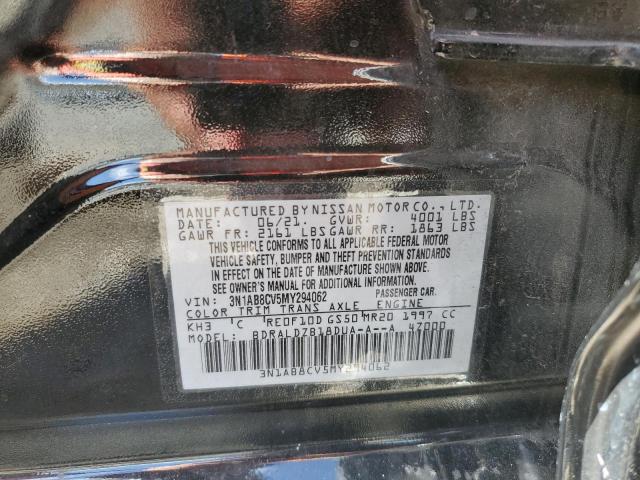 MANUFACTURED BY NISSAN MOTOR CO., LTD.
DATE: 06/21. GVWR: 4001 LBS
GAWR FR: 2161 LBS GAWR RR: 1863 LBS
THIS VEHICLE CONFORMS TO ALL APPLICABLE FEDERAL MOTOR
VEHICLE SAFETY, BUMPER AND THEFT PREVENTION STANDARDS
IN EFFECT ON THE DATE OF MANUFACTURE SHOWN ABOVE.
SEE OWNER'S MANUAL FOR ADDITIONAL INFORMATION.
VIN: 3N1AB8CV5MY294062 PASSENGER CAR.
COLOR TRIM TRANS AXLE ENGINE
KH3 'C 'RE0F10D GS50'MR20 1997 CC
MODEL: BDRALDZB18DUA-A--A 47000
3N1AB8CV5MY294062